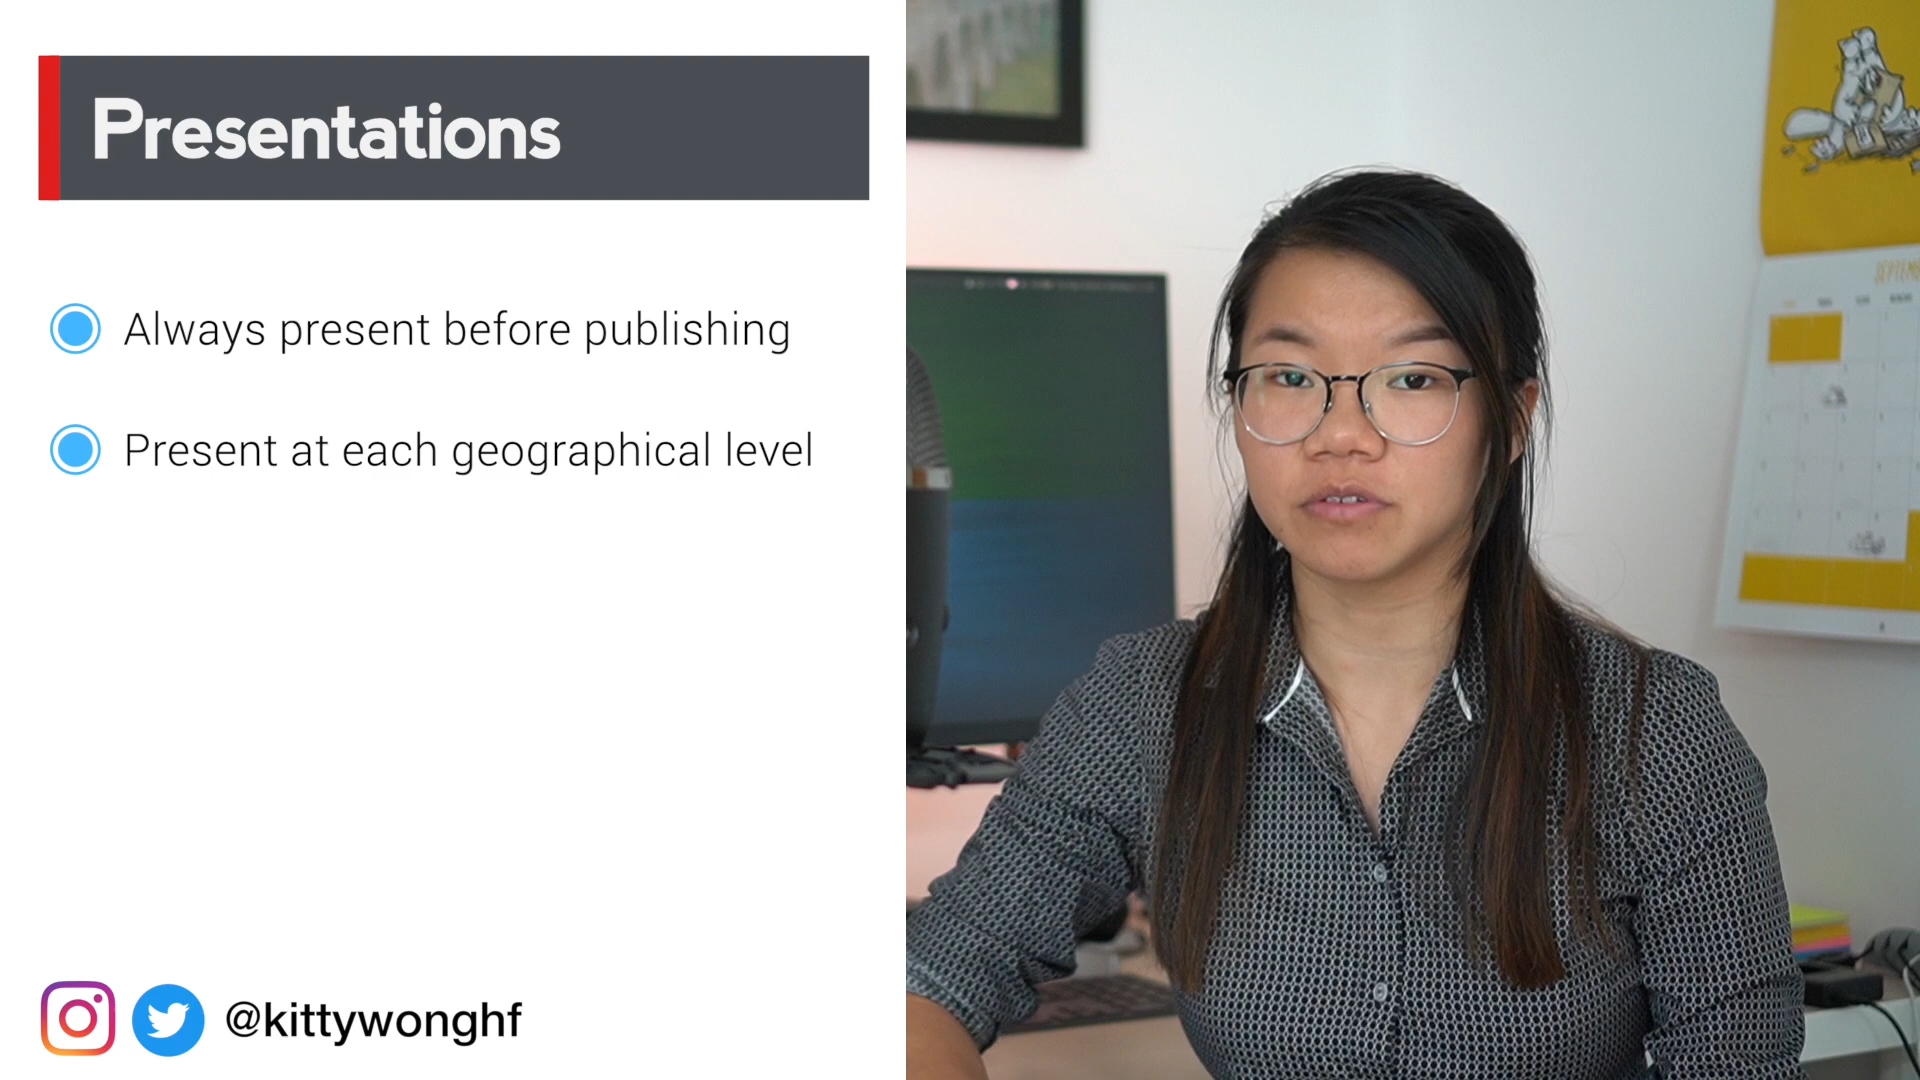 Presentations
Always present before publishing
Present at each geographical level
@kittywonghf